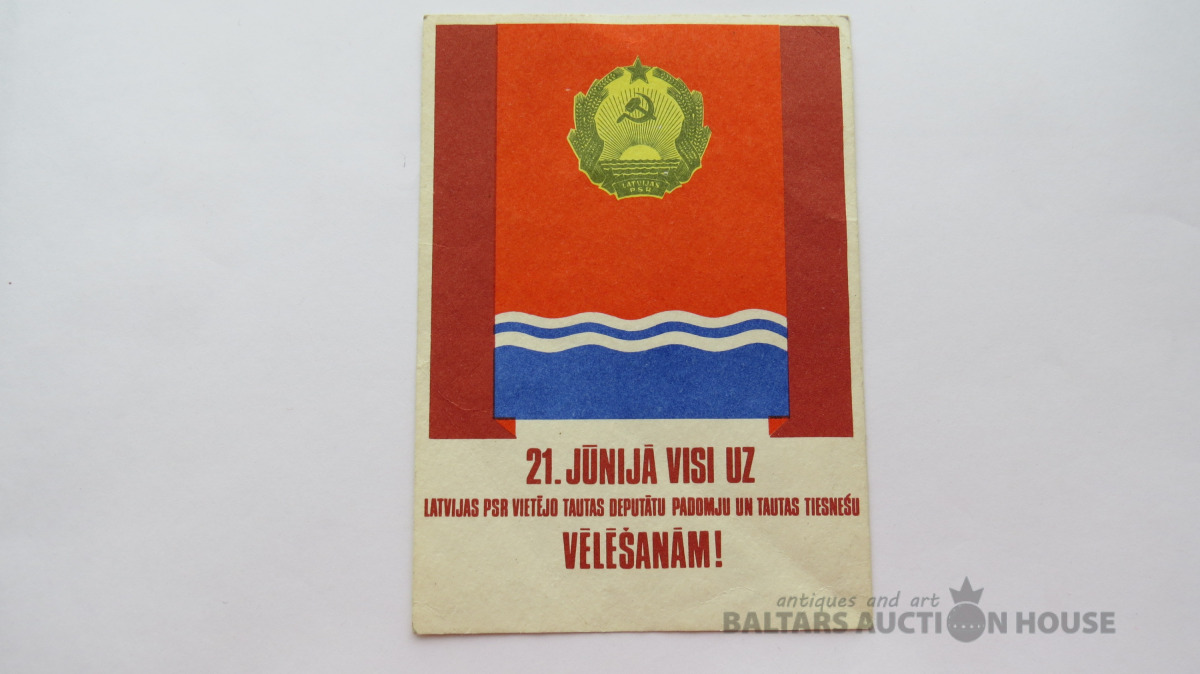 LATVIJAS
PSR
21. JŪNIJĀ VISI UZ
LATVIJAS PSR VIETĒJO TAUTAS DEPUTĀTU PADOMJU UN TAUTAS TIESNEŠU
VĒLĒŠANĀM!
antiques and art
BALTARS AUCTION HOUSE